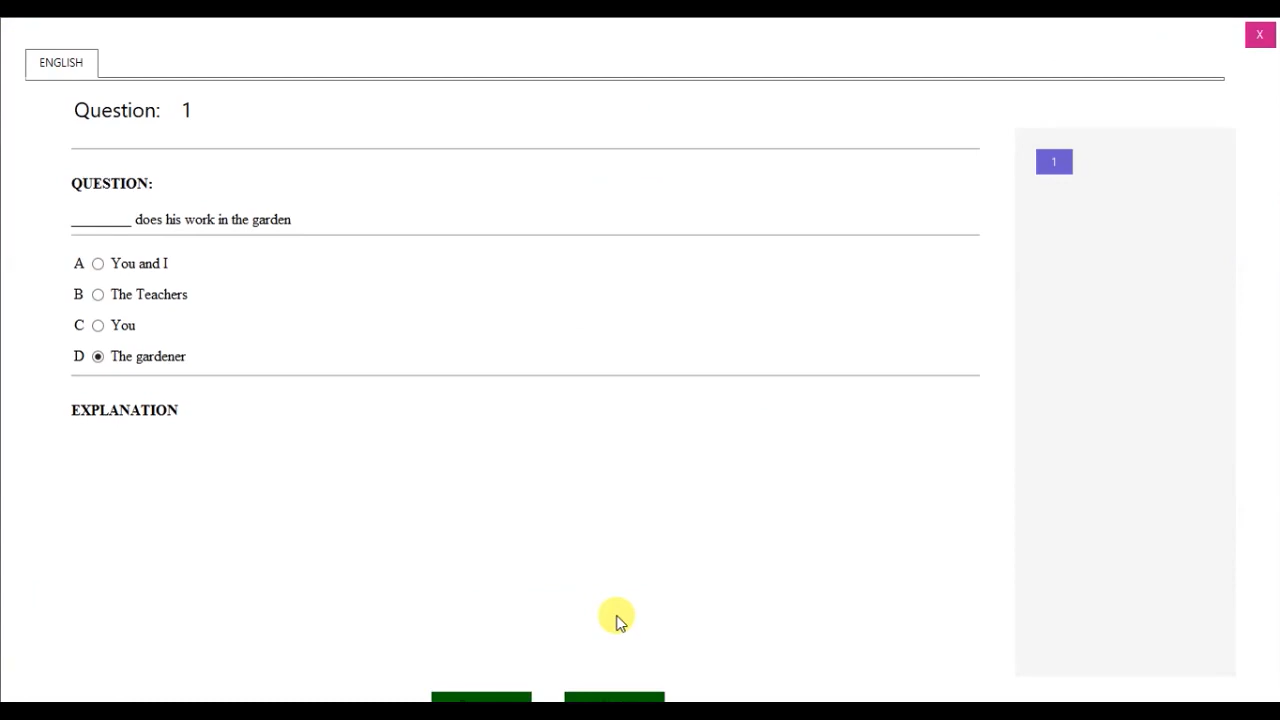 X
ENGLISH
Question: 1
1
QUESTION:
_________ does his work in the garden
A You and I
B The Teachers
C You
D The gardener
EXPLANATION